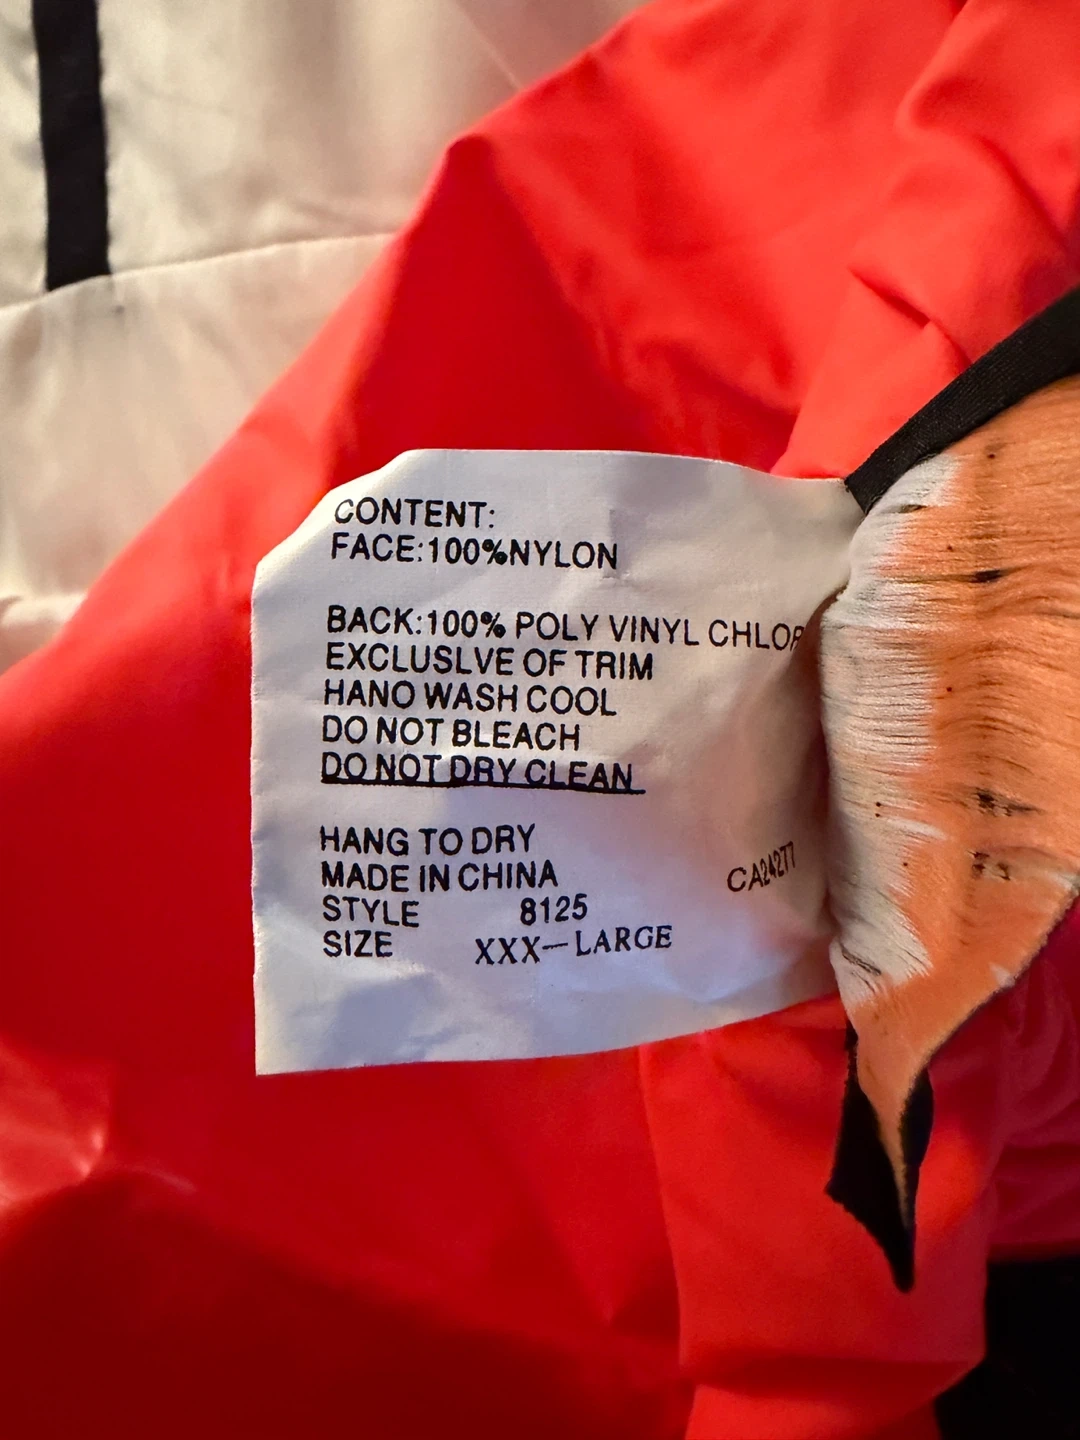 CONTENT:
FACE:100%NYLON
BACK:100% POLY VINYL CHLOR
EXCLUSLVE OF TRIM
HANO WASH COOL
DO NOT BLEACH
DO NOT DRY CLEAN
HANG TO DRY
MADE IN CHINA
CA24277
STYLE 8125
SIZE XXX-LARGE